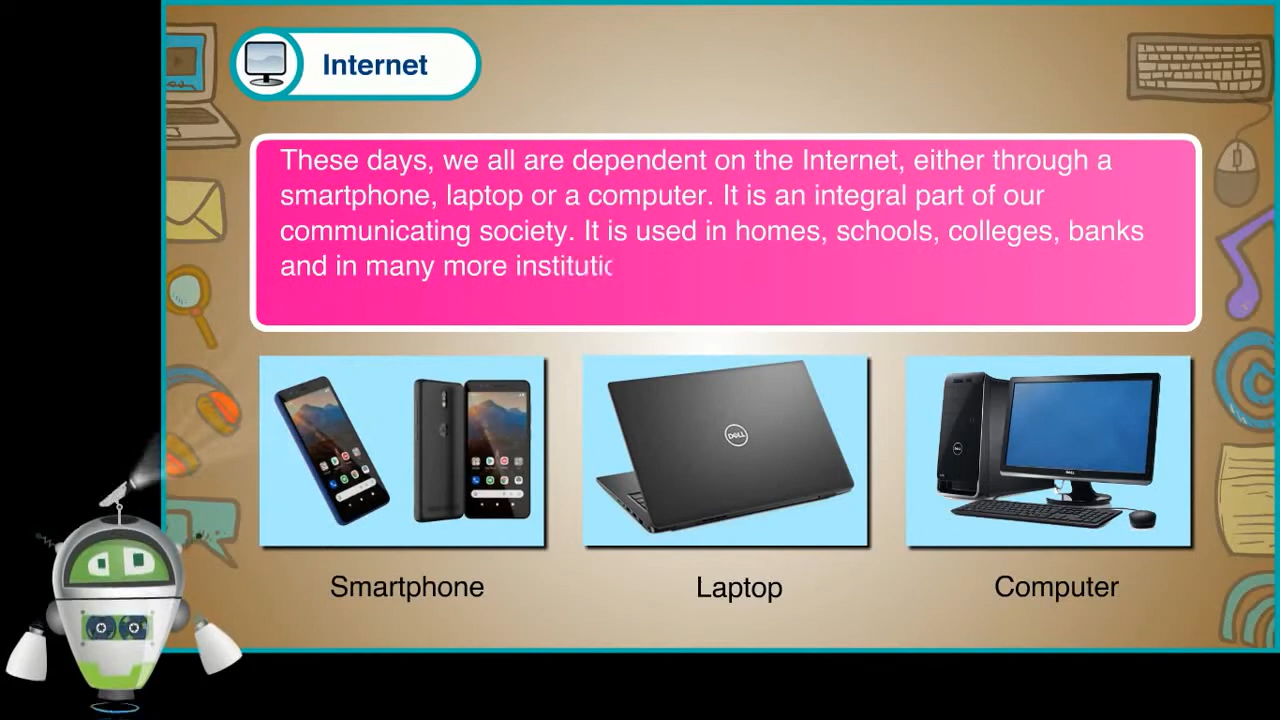 Internet
These days, we all are dependent on the Internet, either through a
smartphone, laptop or a computer. It is an integral part of our
communicating society. It is used in homes, schools, colleges, banks
and in many more institutic
DELL
Smartphone
Laptop
Computer